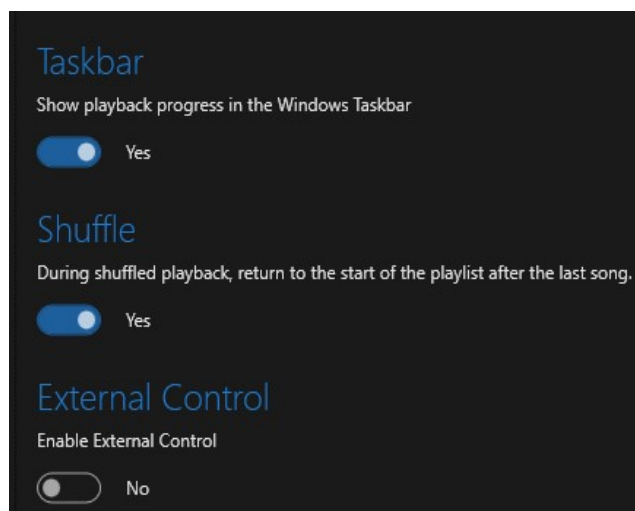 Taskbar
Show playback progress in the Windows Taskbar
Yes
Shuffle
During shuffled playback, return to the start of the playlist after the last song.
Yes
External Control
Enable External Control
No